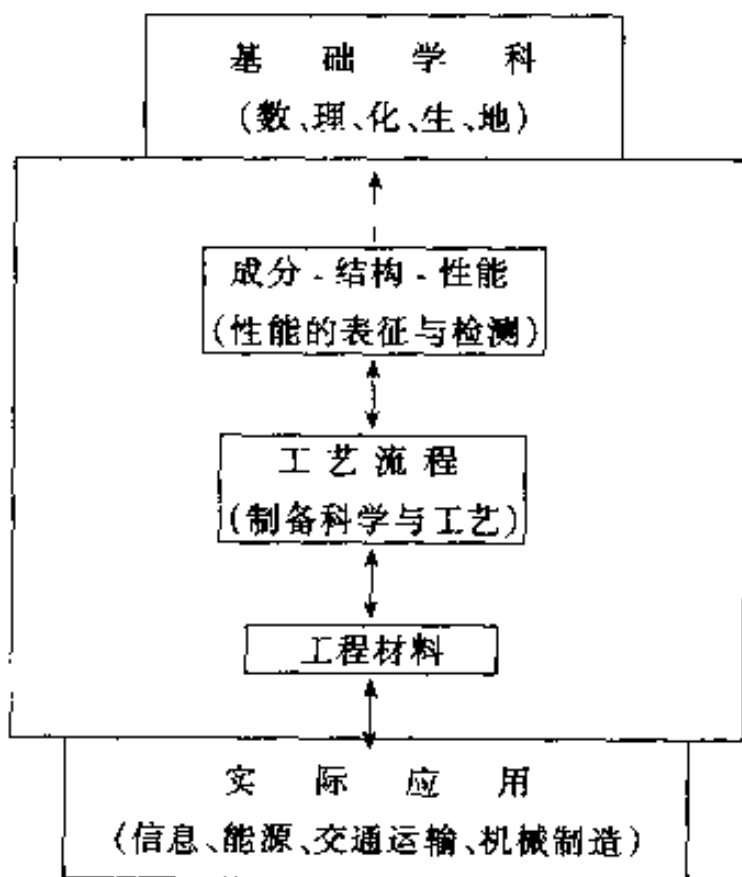 基础学科
(数、理、化、生、地)
成分-结构-性能
(性能的表征与检测)
工艺流程
(制备科学与工艺)
工程材料
实际应用
(信息、能源、交通运输、机械制造)